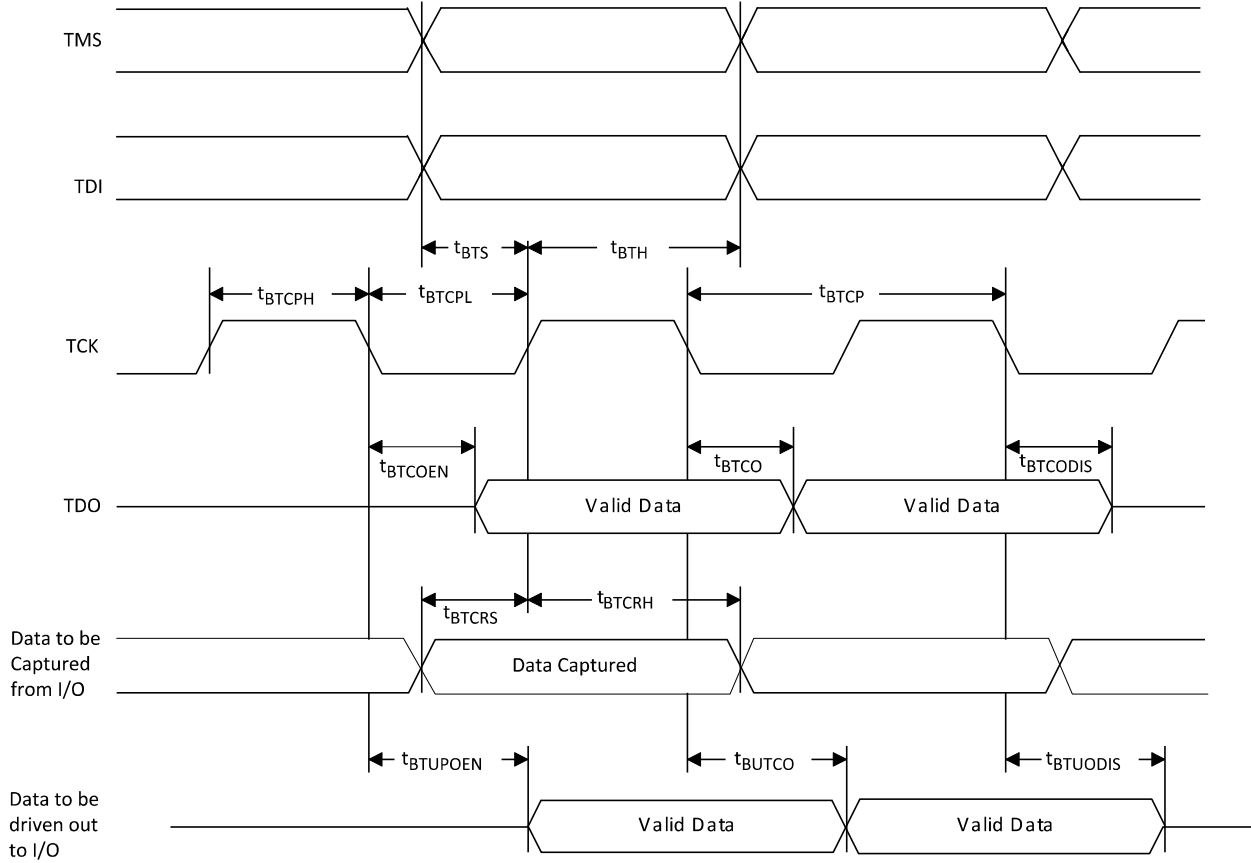 TMS
TDI
tBTS
tBTH
tBTCPH
tBTCPL
tBTCP
TCK
tBTCOEN
tBTCO
tBTCODIS
TDO
Valid Data
Valid Data
tBTCRS
tBTCRH
Data to be
Captured
from I/O
Data Captured
tBTUPOEN
tBUTCO
tBTUODIS
Data to be
driven out
to I/O
Valid Data
Valid Data